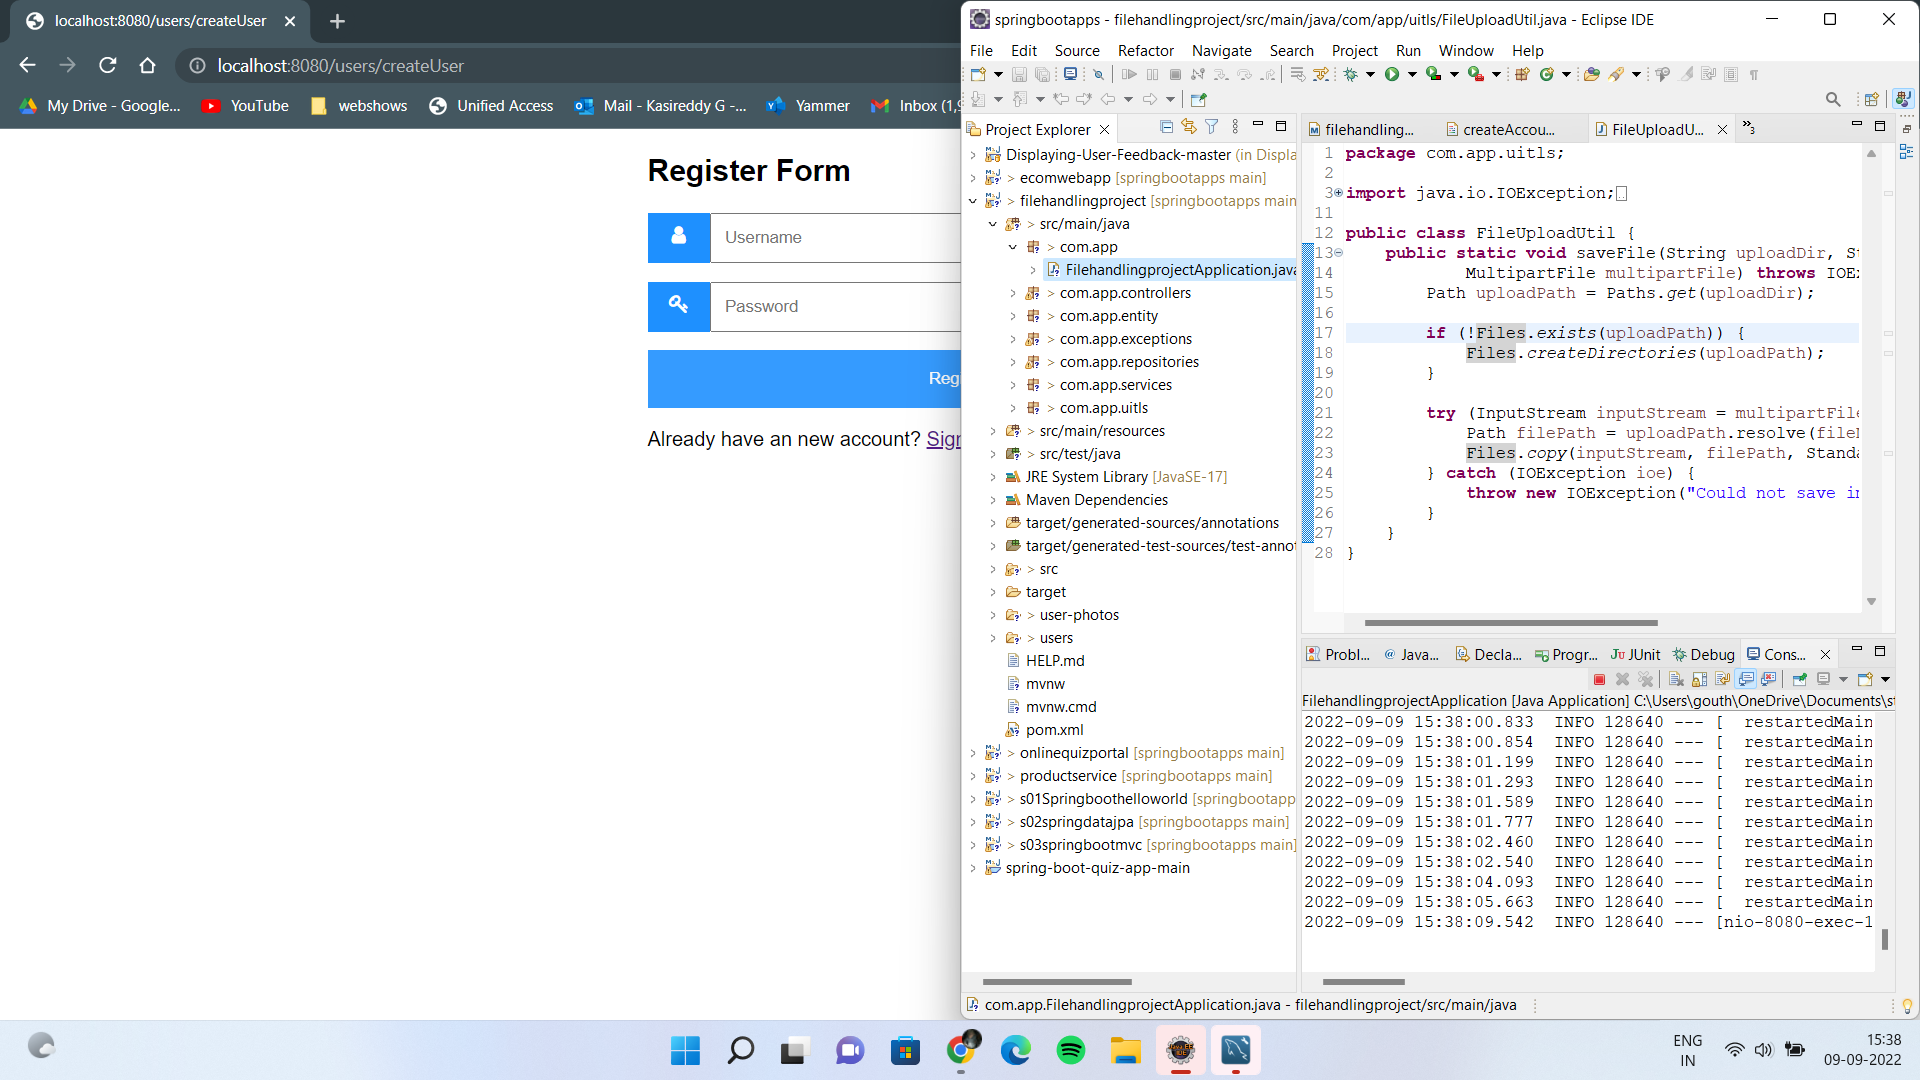 localhost:8080/users/createUser
localhost:8080/users/createUser
My Drive - Google...
YouTube
webshows
Unified Access
Mail - Kasireddy G -...
Yammer
Inbox (1,9
Register Form
Username
Password
Regi
Already have an new account? Sign
springbootapps - filehandlingproject/src/main/java/com/app/uitls/FileUploadUtil.java - Eclipse IDE
File Edit Source Refactor Navigate Search Project Run Window Help
Project Explorer
Displaying-User-Feedback-master (in Displa
> ecomwebapp [springbootapps main]
> filehandlingproject [springbootapps main
> src/main/java
> com.app
FilehandlingprojectApplication.java
> com.app.controllers
> com.app.entity
> com.app.exceptions
> com.app.repositories
> com.app.services
> com.app.uitls
> src/main/resources
> src/test/java
JRE System Library [JavaSE-17]
Maven Dependencies
target/generated-sources/annotations
target/generated-test-sources/test-annot
> src
target
> user-photos
> users
HELP.md
mvnw
mvnw.cmd
pom.xml
> onlinequizportal [springbootapps main]
> productservice [springbootapps main]
> s01Springboothelloworld [springbootapp
> s02springdatajpa [springbootapps main]
> s03springbootmvc [springbootapps main]
spring-boot-quiz-app-main
filehandling...
createAccou...
FileUploadU...
»3
1 package com.app.uitls;
2
3 import java.io.IOException;
11
12 public class FileUploadUtil {
13 public static void saveFile(String uploadDir, St
14 MultipartFile multipartFile) throws IOEx
15 Path uploadPath = Paths.get(uploadDir);
16
17 if (!Files.exists(uploadPath)) {
18 Files.createDirectories(uploadPath);
19 }
20
21 try (InputStream inputStream = multipartFile
22 Path filePath = uploadPath.resolve(fileN
23 Files.copy(inputStream, filePath, Standa
24 } catch (IOException ioe) {
25 throw new IOException("Could not save im
26 }
27 }
28 }
Probl...
@ Java...
Decla...
Progr...
JUnit
Debug
Cons...
FilehandlingprojectApplication [Java Application] C:\Users\gouth\OneDrive\Documents\st
2022-09-09 15:38:00.833 INFO 128640 --- [ restartedMain
2022-09-09 15:38:00.854 INFO 128640 --- [ restartedMain
2022-09-09 15:38:01.199 INFO 128640 --- [ restartedMain
2022-09-09 15:38:01.293 INFO 128640 --- [ restartedMain
2022-09-09 15:38:01.589 INFO 128640 --- [ restartedMain
2022-09-09 15:38:01.777 INFO 128640 --- [ restartedMain
2022-09-09 15:38:02.460 INFO 128640 --- [ restartedMain
2022-09-09 15:38:02.540 INFO 128640 --- [ restartedMain
2022-09-09 15:38:04.093 INFO 128640 --- [ restartedMain
2022-09-09 15:38:05.663 INFO 128640 --- [ restartedMain
2022-09-09 15:38:09.542 INFO 128640 --- [nio-8080-exec-1
com.app.FilehandlingprojectApplication.java - filehandlingproject/src/main/java
ENG
IN
15:38
09-09-2022